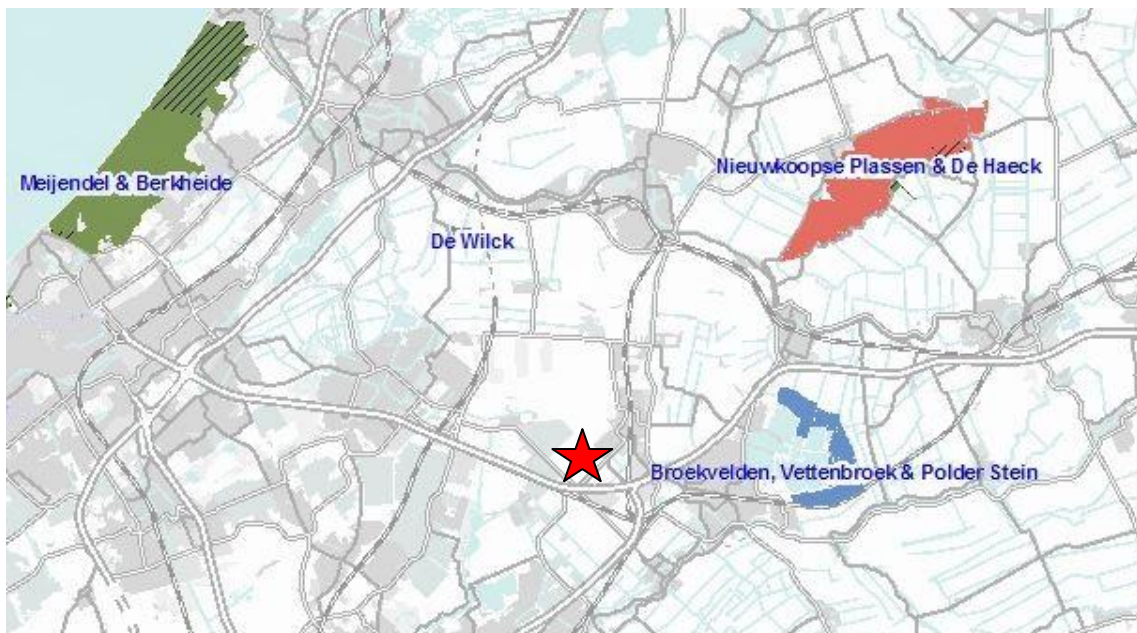 Nieuwkoopse Plassen & De Haeck
Meijendel & Berkheide
De Wilck
Broekvelden, Vettenbroek & Polder Stein